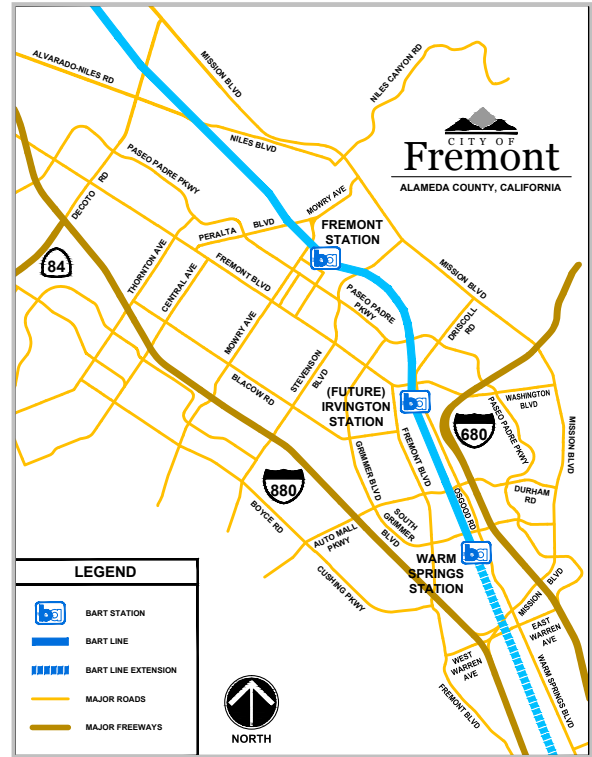 ALVARADO-NILES RD
MISSION BLVD
NILES CANYON RD
CITY OF
Fremont
ALAMEDA COUNTY, CALIFORNIA
NILES BLVD
PASEO PADRE PKWY
DECOTO RD
MOWRY AVE
PERALTA BLVD
FREMONT
STATION
84
THORNTON AVE
CENTRAL AVE
FREMONT BLVD
MISSION BLVD
PASEO PADRE
PKWY
DRISCOLL
RD
MOWRY AVE
STEVENSON
BLVD
BLACOW RD
(FUTURE)
IRVINGTON
STATION
WASHINGTON
BLVD
PASEO PADRE PKWY
MISSION BLVD
680
FREMONT BLVD
GRIMMER BLVD
880
OSGOOD RD
DURHAM
RD
BOYCE RD
SOUTH
GRIMMER
BLVD
AUTO MALL
PKWY
WARM
SPRINGS
STATION
CUSHING PKWY
MISSION BLVD
EAST
WARREN
AVE
WEST
WARREN
AVE
WARM SPRINGS BLVD
FREMONT BLVD
LEGEND
ba
BART STATION
BART LINE
BART LINE EXTENSION
MAJOR ROADS
MAJOR FREEWAYS
NORTH